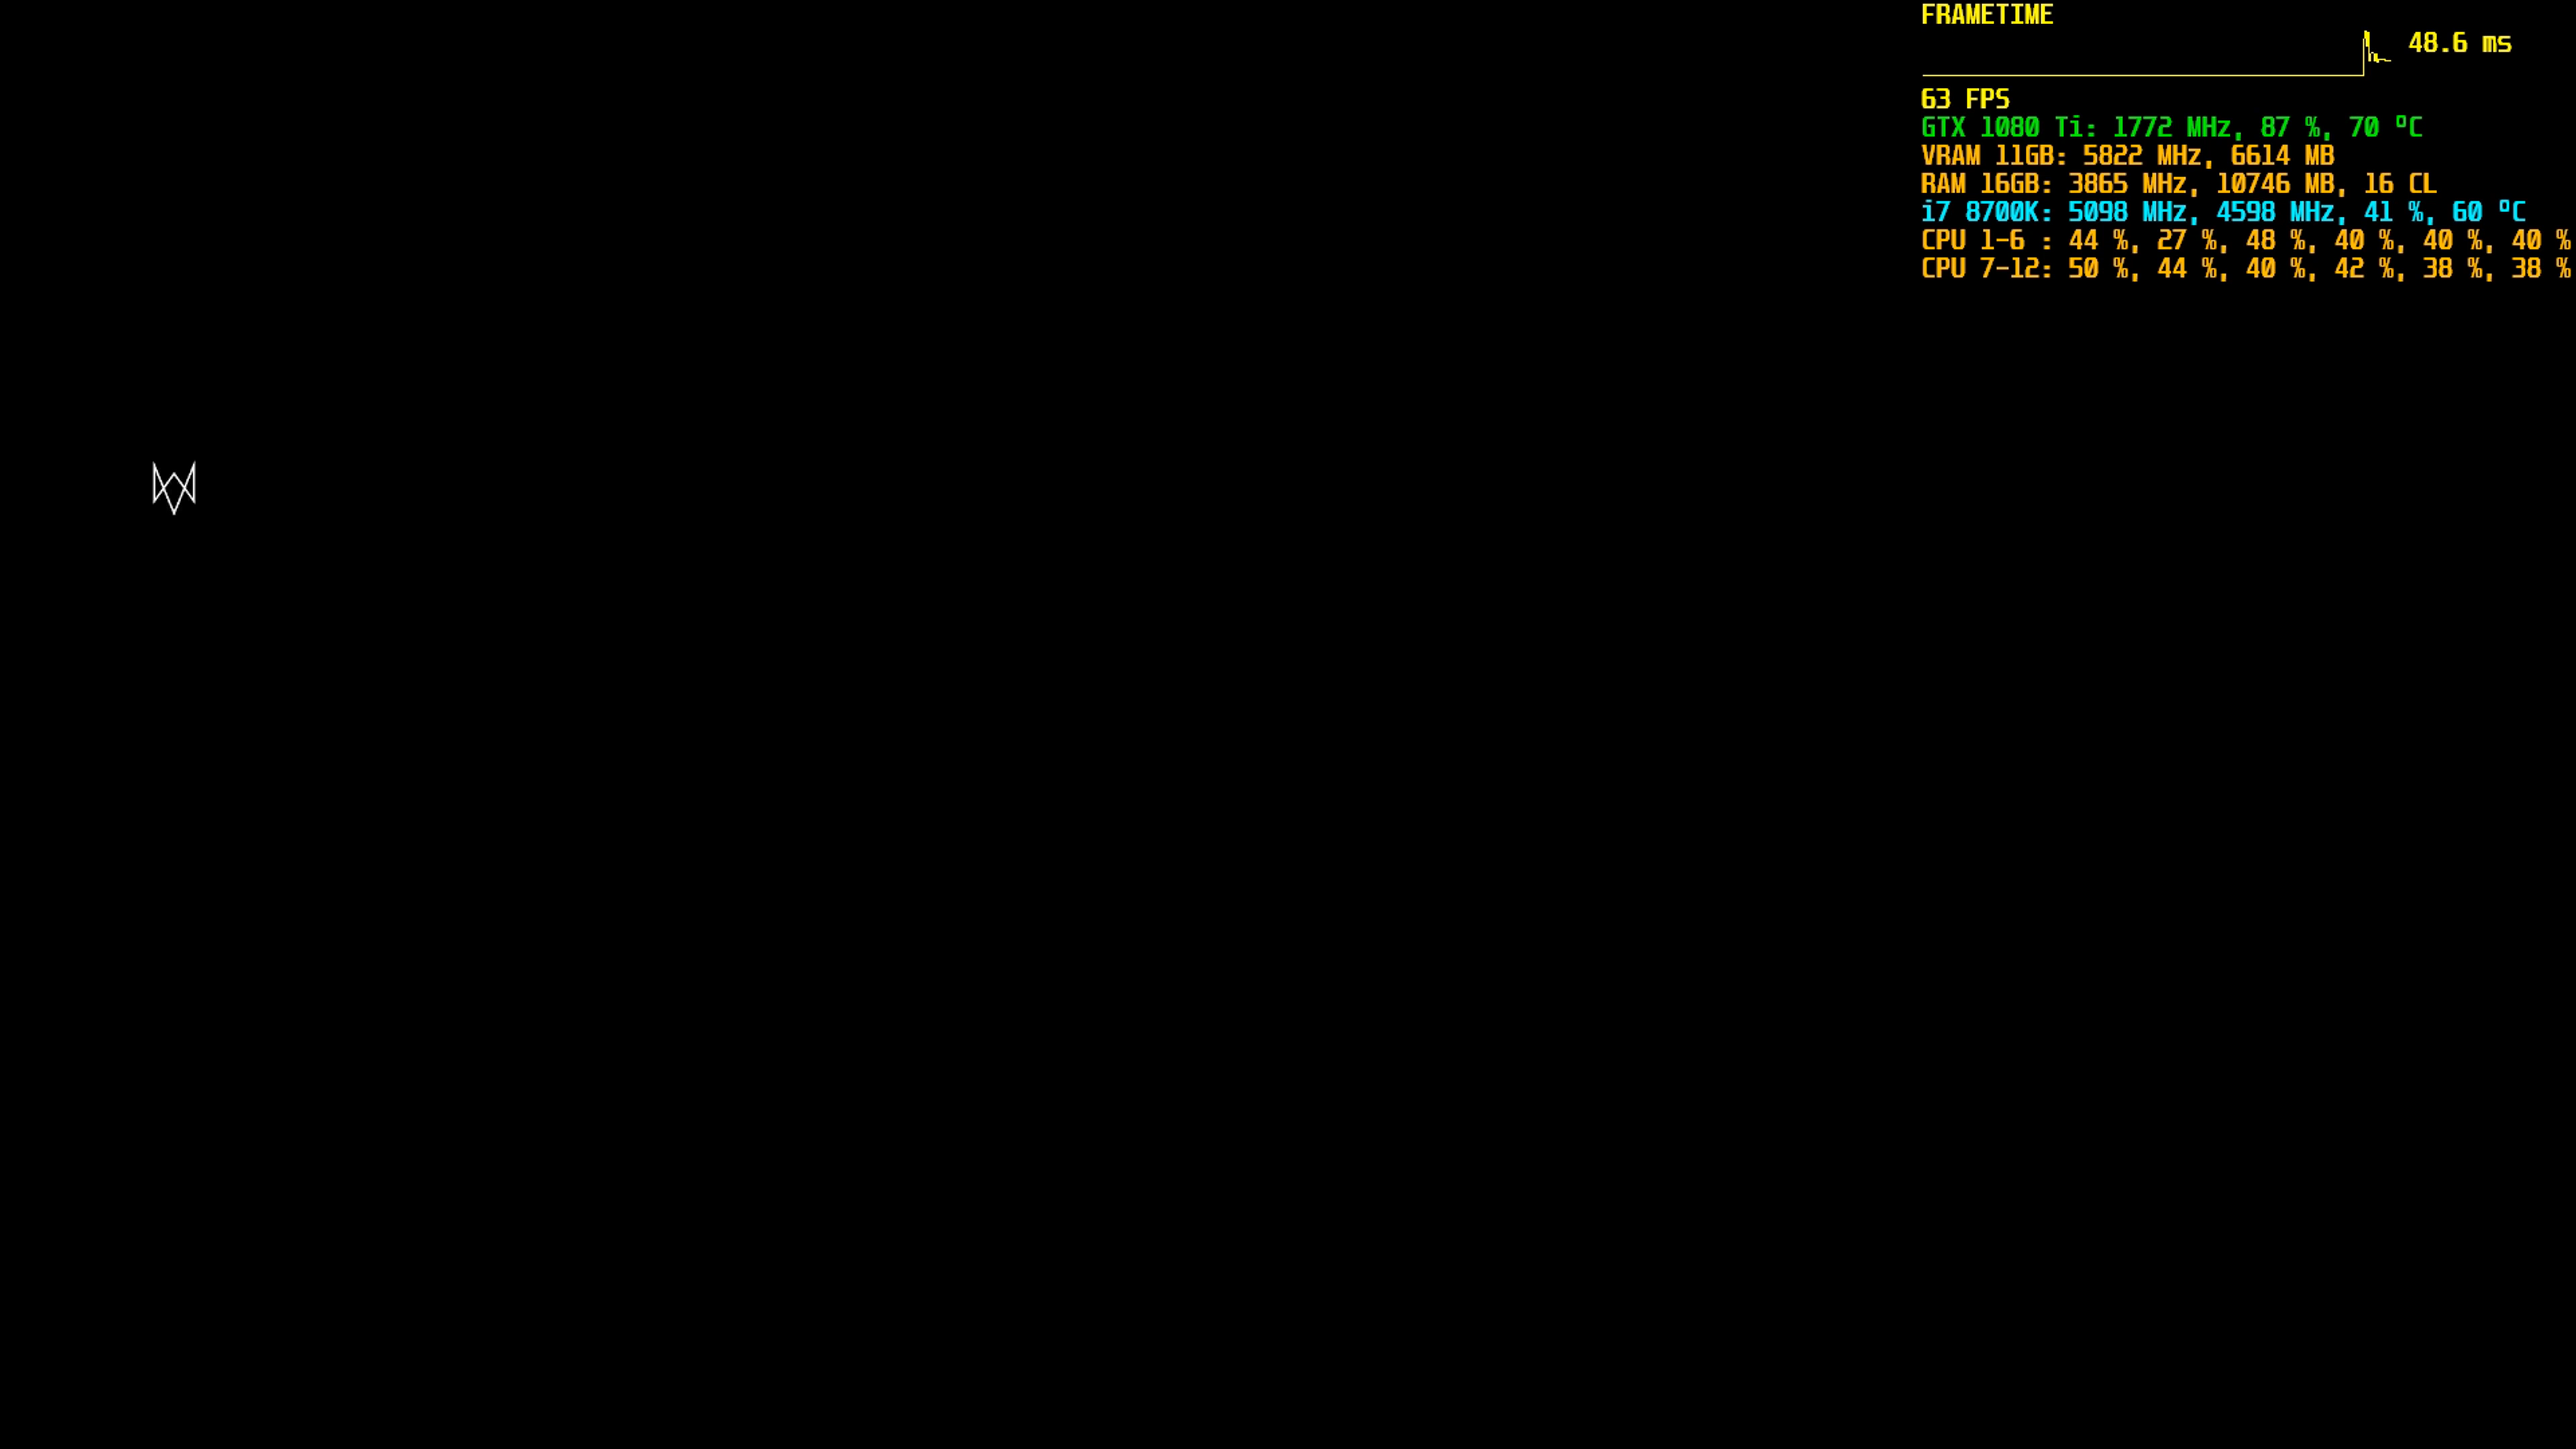 FRAMETIME
48.6 ms
63 FPS
GTX 1080 Ti: 1772 MHz, 87 %, 70 ºC
VRAM 11GB: 5822 MHz, 6614 MB
RAM 16GB: 3865 MHz, 10746 MB, 16 CL
i7 8700K: 5098 MHz, 4598 MHz, 41 %, 60 ºC
CPU 1-6 : 44 %, 27 %, 48 %, 40 %, 40 %, 40 %
CPU 7-12: 50 %, 44 %, 40 %, 42 %, 38 %, 38 %